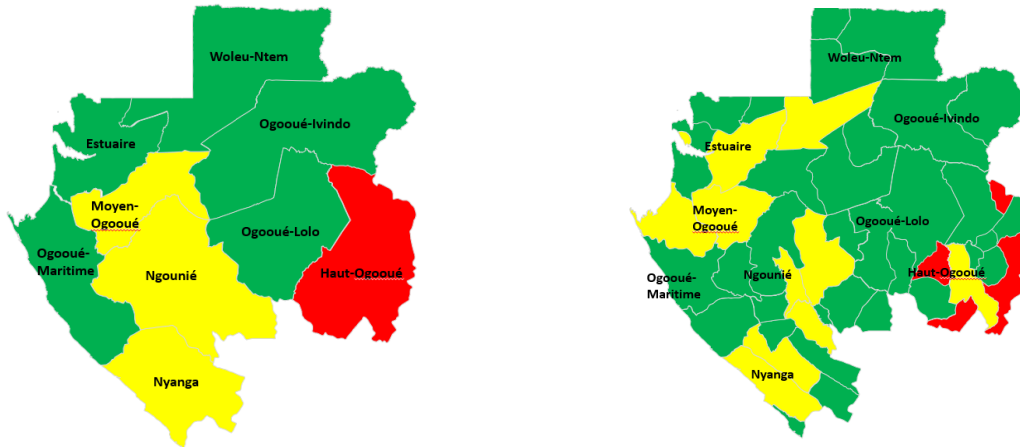 Woleu-Ntem
Ogooué-Ivindo
Estuaire
Moyen-
Ogooué
Ogooué-Lolo
Ogooué-
Maritime
Ngounié
Haut-Ogooué
Nyanga
Woleu-Ntem
Ogooué-Ivindo
Estuaire
Moyen-
Ogooué
Ogooué-Lolo
Ogooué-
Maritime
Ngounié
Haut-Ogooué
Nyanga